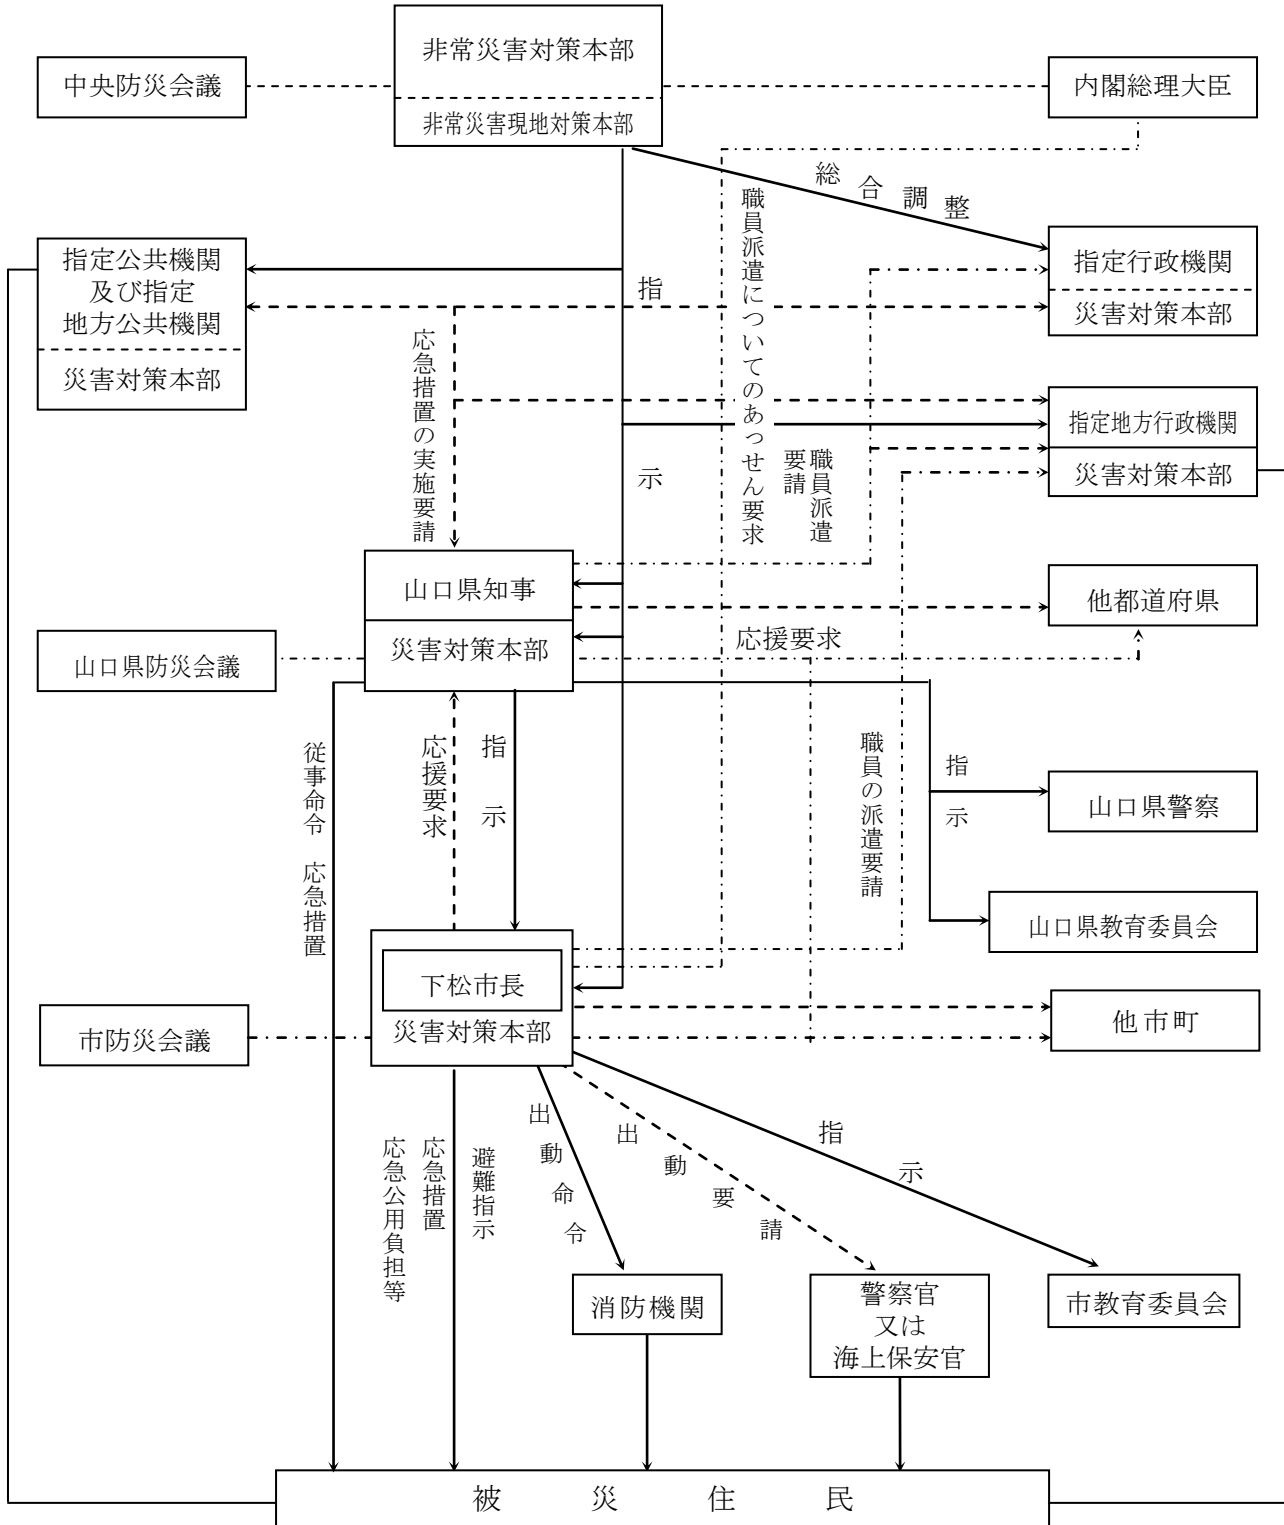 非常災害対策本部
非常災害現地対策本部
中央防災会議
内閣総理大臣
総合調整
指定公共機関
及び指定
地方公共機関
災害対策本部
指定行政機関
災害対策本部
指示
応急措置の実施要請
職員派遣についてのあっせん要求
職員派遣
要請
指定地方行政機関
災害対策本部
山口県知事
災害対策本部
他都道府県
山口県防災会議
応援要求
従事命令 応急措置
応援要求
指示
職員の派遣要請
指示
山口県警察
山口県教育委員会
下松市長
災害対策本部
市防災会議
他市町
避難指示
応急措置
応急公用負担等
出動命令
出動要請
指示
消防機関
警察官
又は
海上保安官
市教育委員会
被災住民